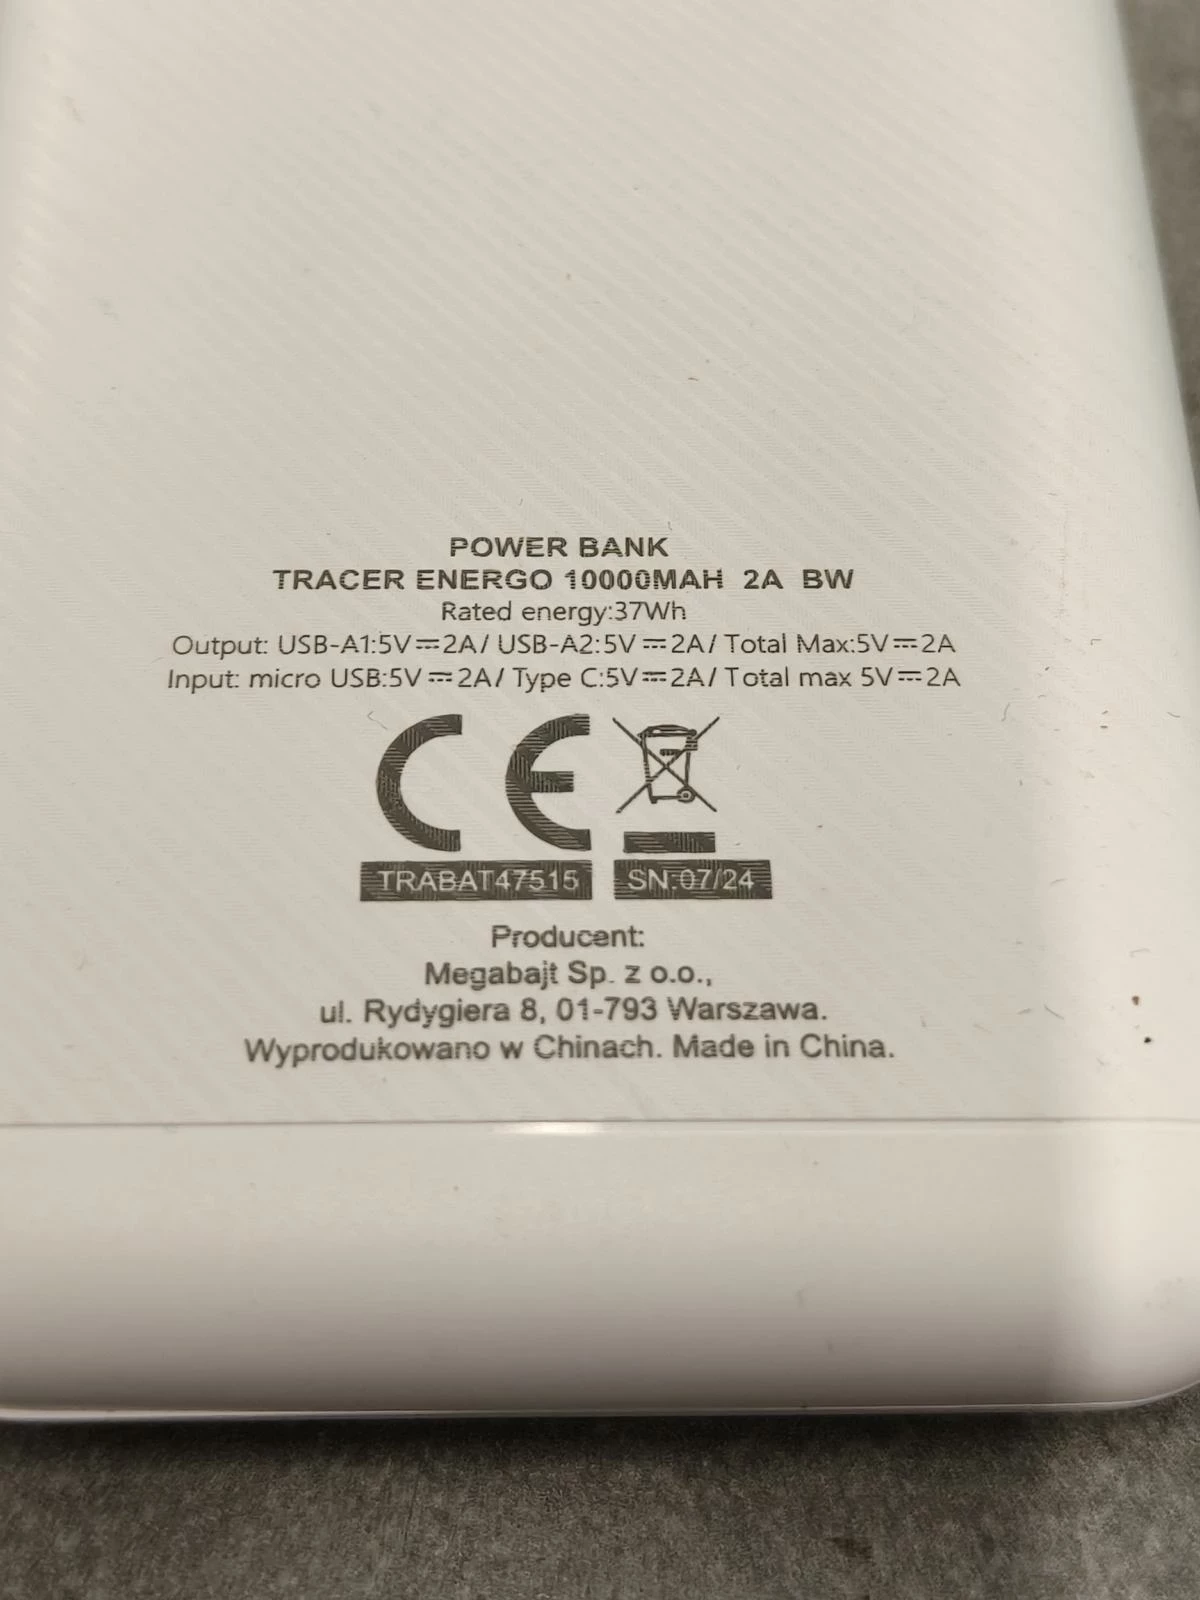 POWER BANK
TRACER ENERGO 10000MAH 2A BW
Rated energy:37Wh
Output: USB-A1:5V⎓2A/ USB-A2:5V⎓2A/ Total Max:5V⎓2A
Input: micro USB:5V⎓2A/ Type C:5V⎓2A/ Total max 5V⎓2A
CE
TRABAT47515 SN:07/24
Producent:
Megabajt Sp. z o.o.,
ul. Rydygiera 8, 01-793 Warszawa.
Wyprodukowano w Chinach. Made in China.